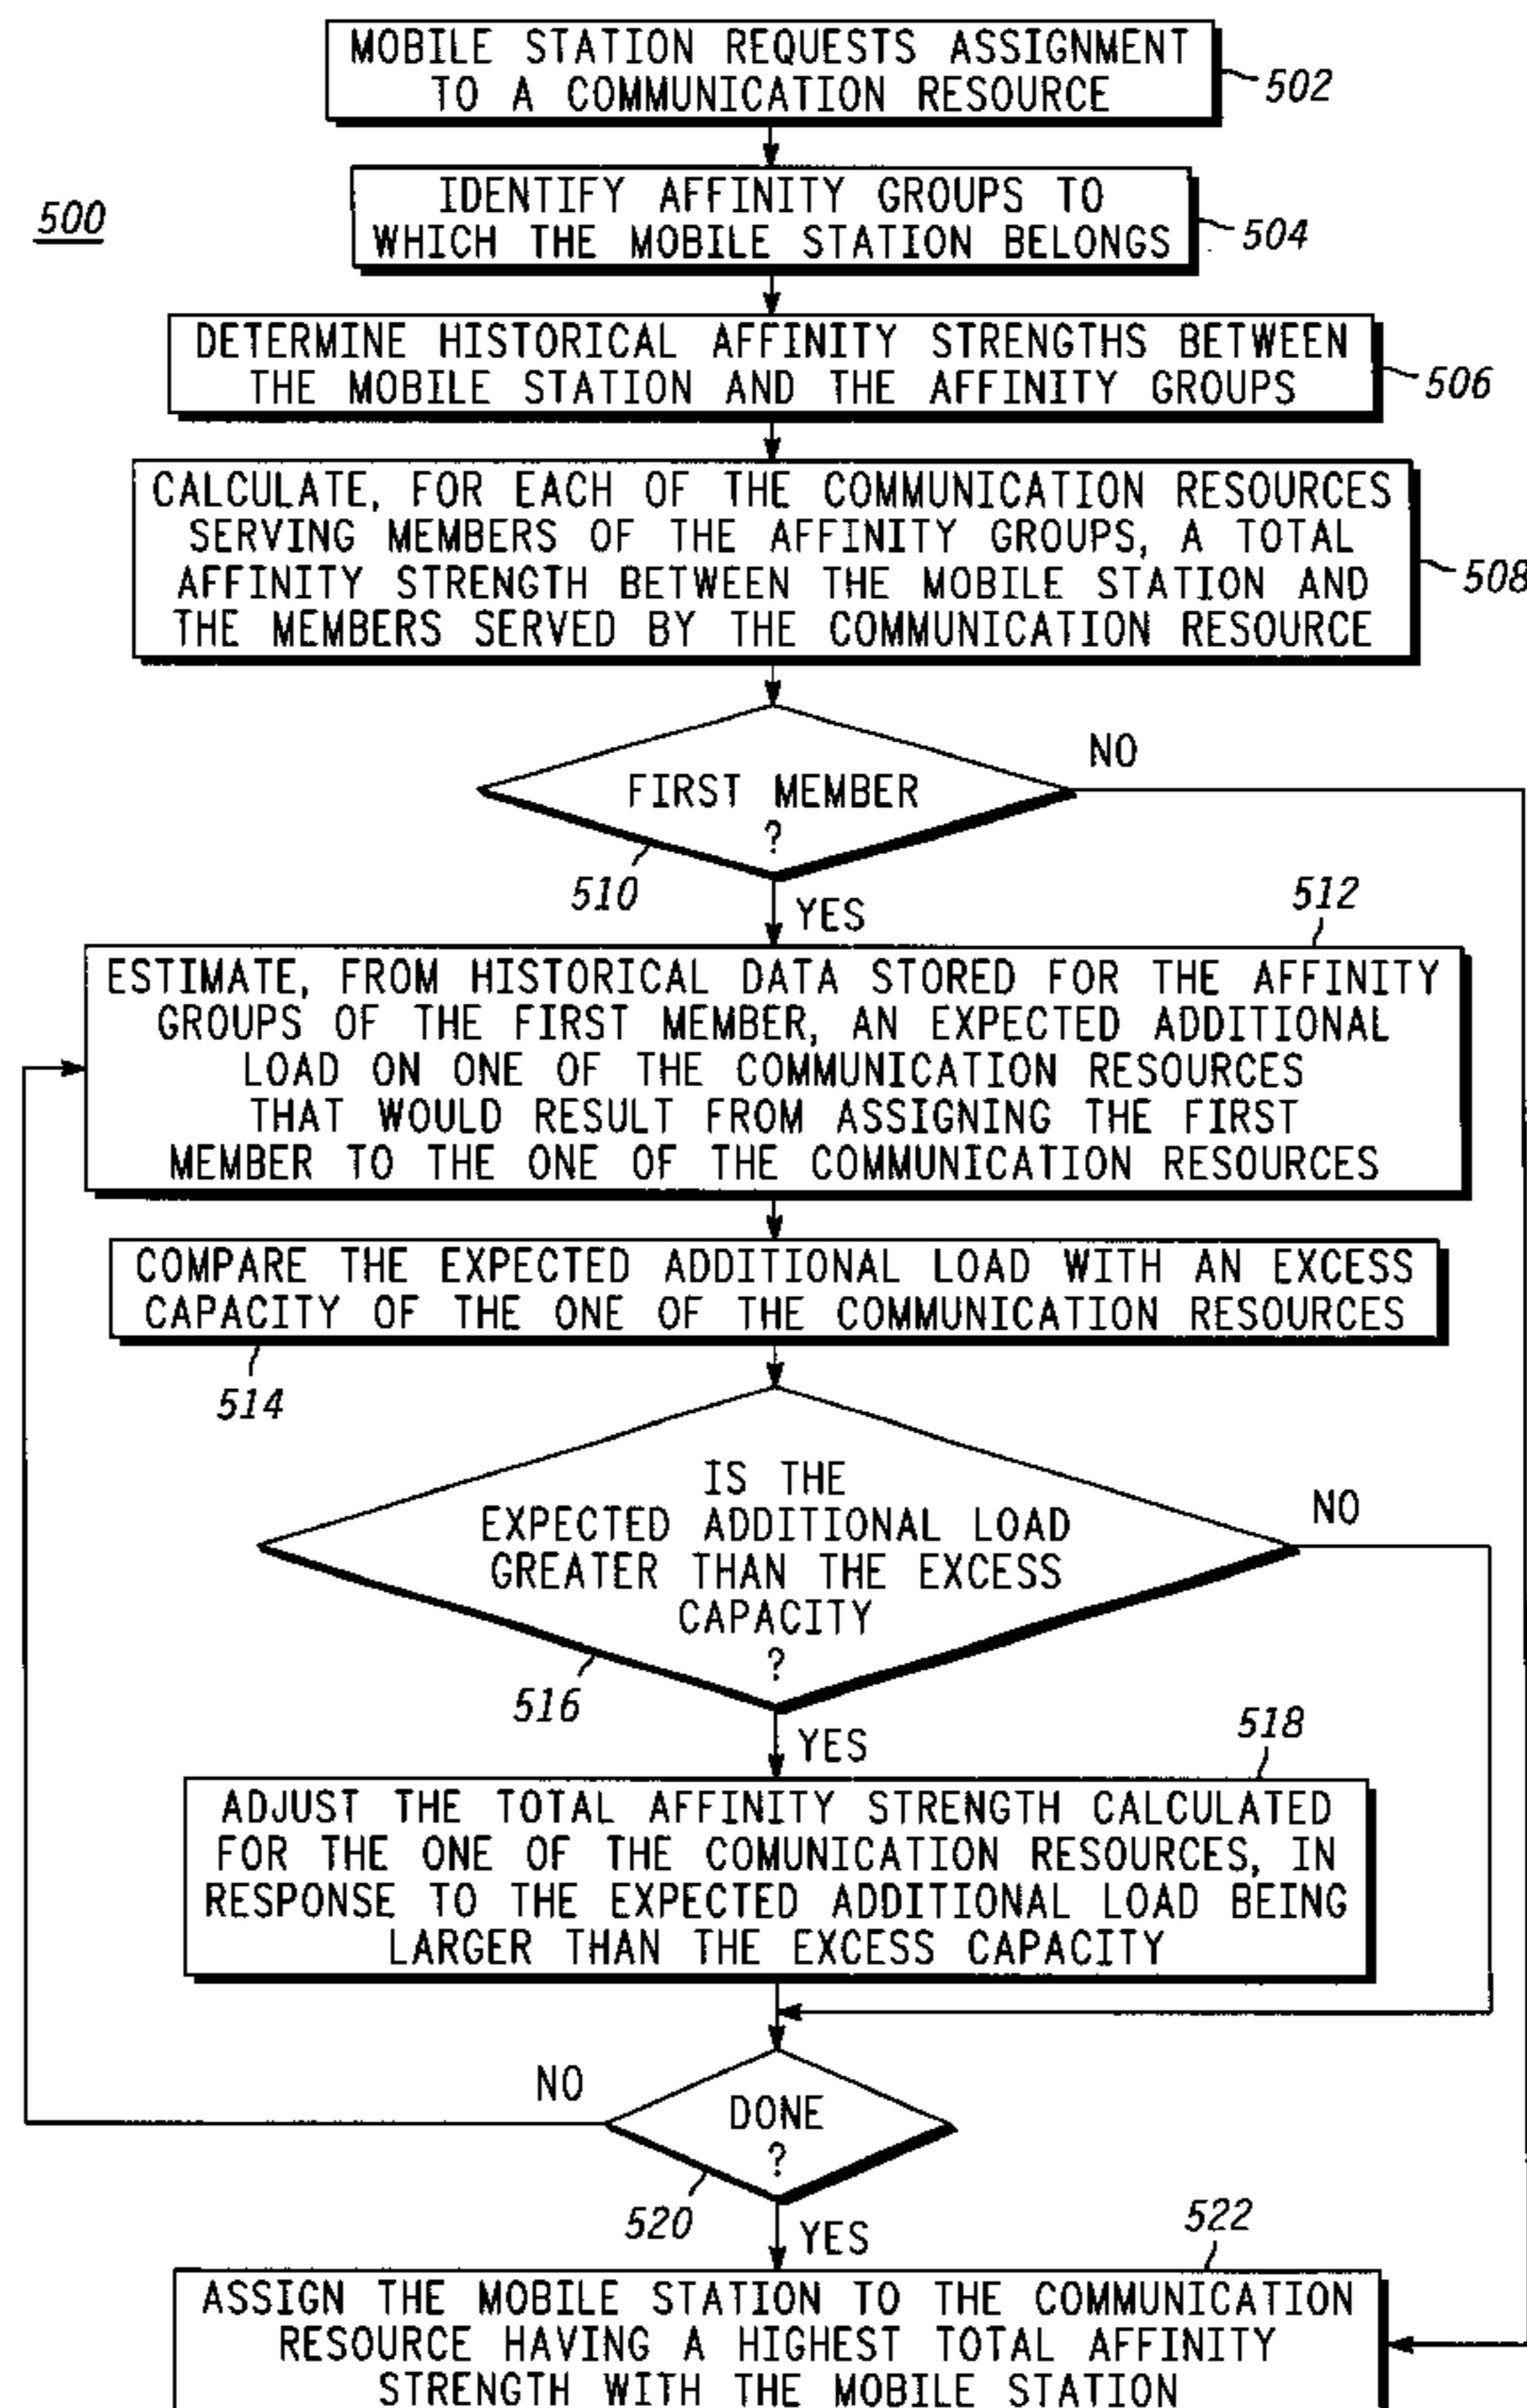 MOBILE STATION REQUESTS ASSIGNMENT
TO A COMMUNICATION RESOURCE
502
500
IDENTIFY AFFINITY GROUPS TO
WHICH THE MOBILE STATION BELONGS
504
DETERMINE HISTORICAL AFFINITY STRENGTHS BETWEEN
THE MOBILE STATION AND THE AFFINITY GROUPS
506
CALCULATE, FOR EACH OF THE COMMUNICATION RESOURCES
SERVING MEMBERS OF THE AFFINITY GROUPS, A TOTAL
AFFINITY STRENGTH BETWEEN THE MOBILE STATION AND
THE MEMBERS SERVED BY THE COMMUNICATION RESOURCE
508
NO
FIRST MEMBER
?
510
YES
512
ESTIMATE, FROM HISTORICAL DATA STORED FOR THE AFFINITY
GROUPS OF THE FIRST MEMBER, AN EXPECTED ADDITIONAL
LOAD ON ONE OF THE COMMUNICATION RESOURCES
THAT WOULD RESULT FROM ASSIGNING THE FIRST
MEMBER TO THE ONE OF THE COMMUNICATION RESOURCES
COMPARE THE EXPECTED ADDITIONAL LOAD WITH AN EXCESS
CAPACITY OF THE ONE OF THE COMMUNICATION RESOURCES
514
IS THE
EXPECTED ADDITIONAL LOAD
GREATER THAN THE EXCESS
CAPACITY
?
NO
516
YES
518
ADJUST THE TOTAL AFFINITY STRENGTH CALCULATED
FOR THE ONE OF THE COMUNICATION RESOURCES, IN
RESPONSE TO THE EXPECTED ADDITIONAL LOAD BEING
LARGER THAN THE EXCESS CAPACITY
NO
DONE
?
520
YES
522
ASSIGN THE MOBILE STATION TO THE COMMUNICATION
RESOURCE HAVING A HIGHEST TOTAL AFFINITY
STRENGTH WITH THE MOBILE STATION